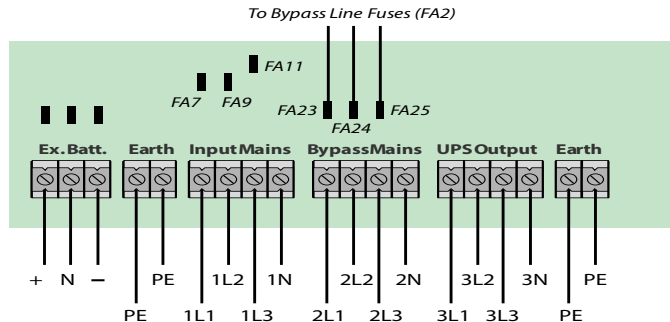 To Bypass Line Fuses (FA2)
FA11
FA7 FA9 FA23 FA25
FA24
Ex. Batt. Earth Input Mains Bypass Mains UPS Output Earth
+ N – PE 1L2 1N 2L2 2N 3L2 3N PE
PE 1L1 1L3 2L1 2L3 3L1 3L3 PE